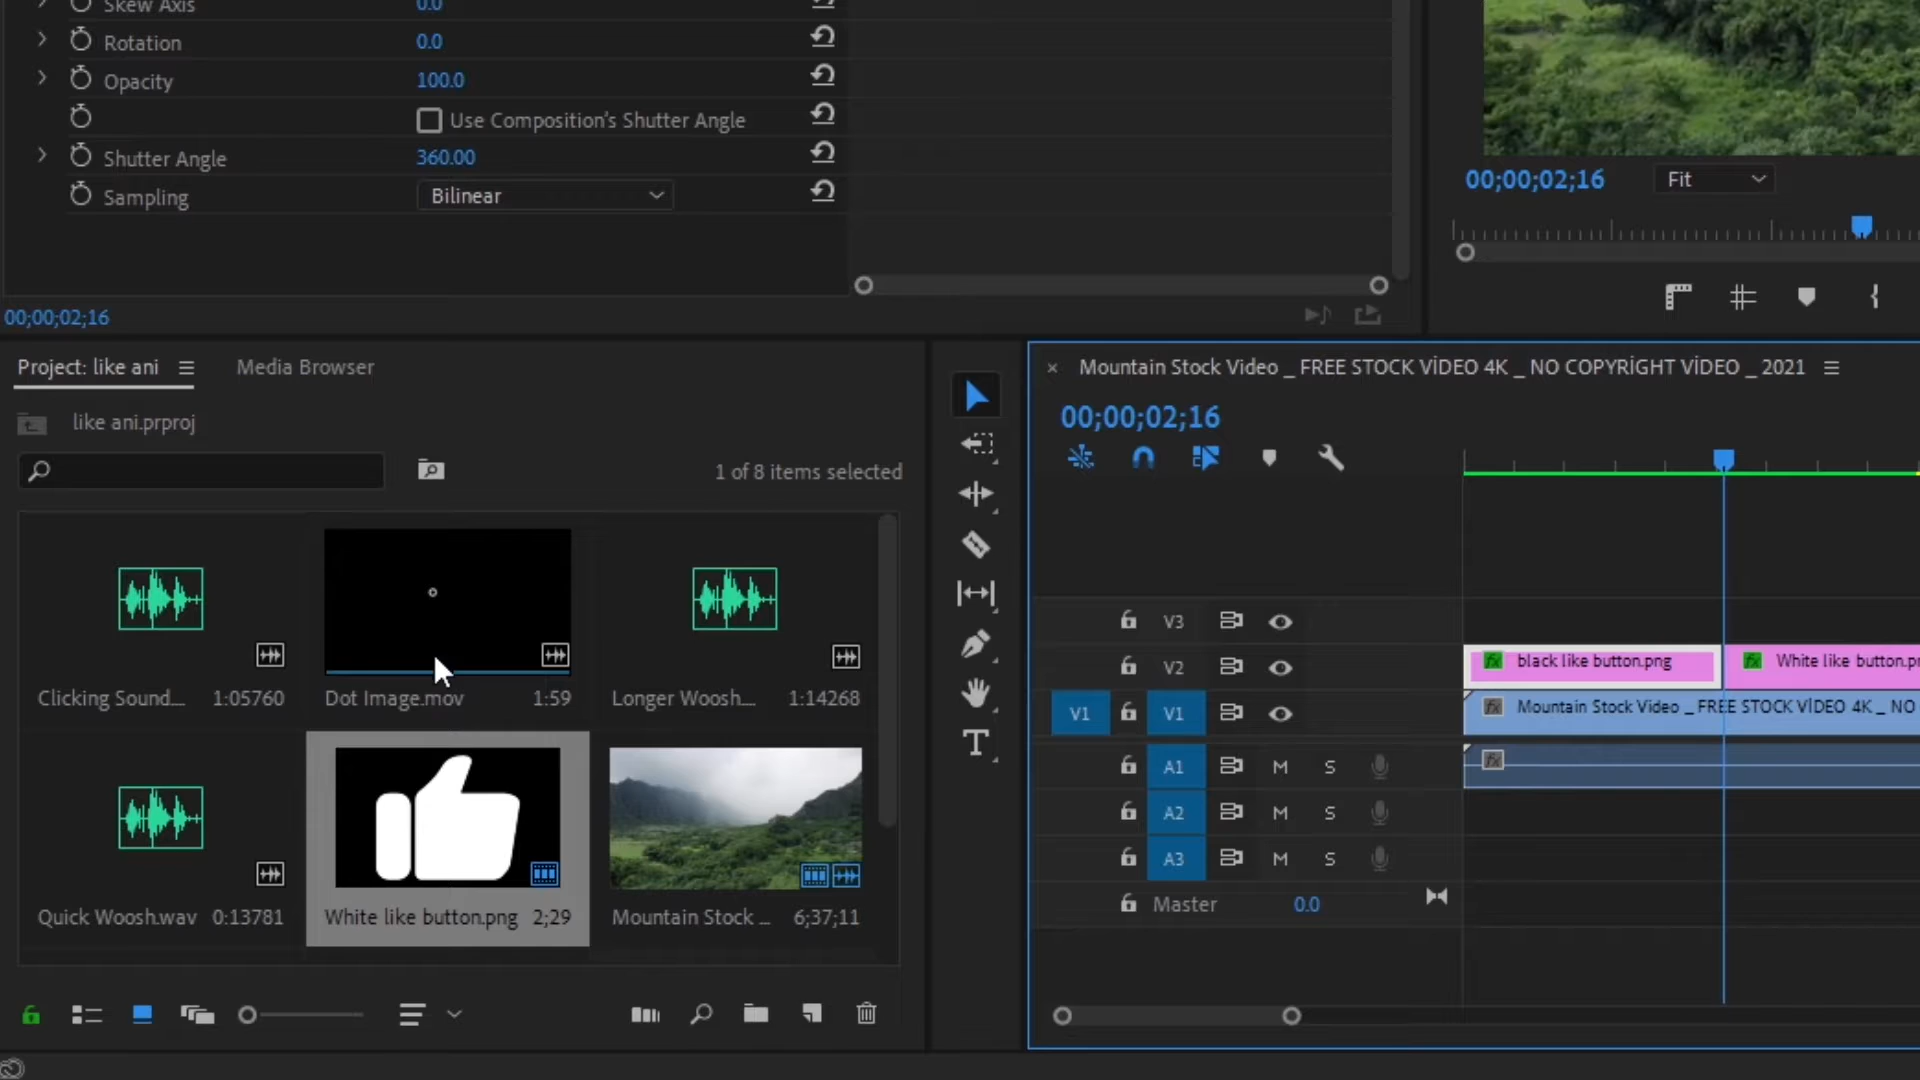 Skew Axis 0.0
Rotation 0.0
Opacity 100.0
Use Composition's Shutter Angle
Shutter Angle 360.00
Sampling Bilinear
00;00;02;16
00;00;02;16 Fit
Project: like ani Media Browser
like ani.prproj
1 of 8 items selected
Clicking Sound... 1:05760
Dot Image.mov 1:59
Longer Woosh... 1:14268
Quick Woosh.wav 0:13781
White like button.png 2;29
Mountain Stock ... 6;37;11
× Mountain Stock Video _ FREE STOCK VİDEO 4K _ NO COPYRİGHT VİDEO _ 2021
00;00;02;16
V3
V2
fx black like button.png
fx White like button.pn
V1 V1
fx Mountain Stock Video _ FREE STOCK VİDEO 4K _ NO
A1 M S
fx
A2 M S
A3 M S
Master 0.0
T